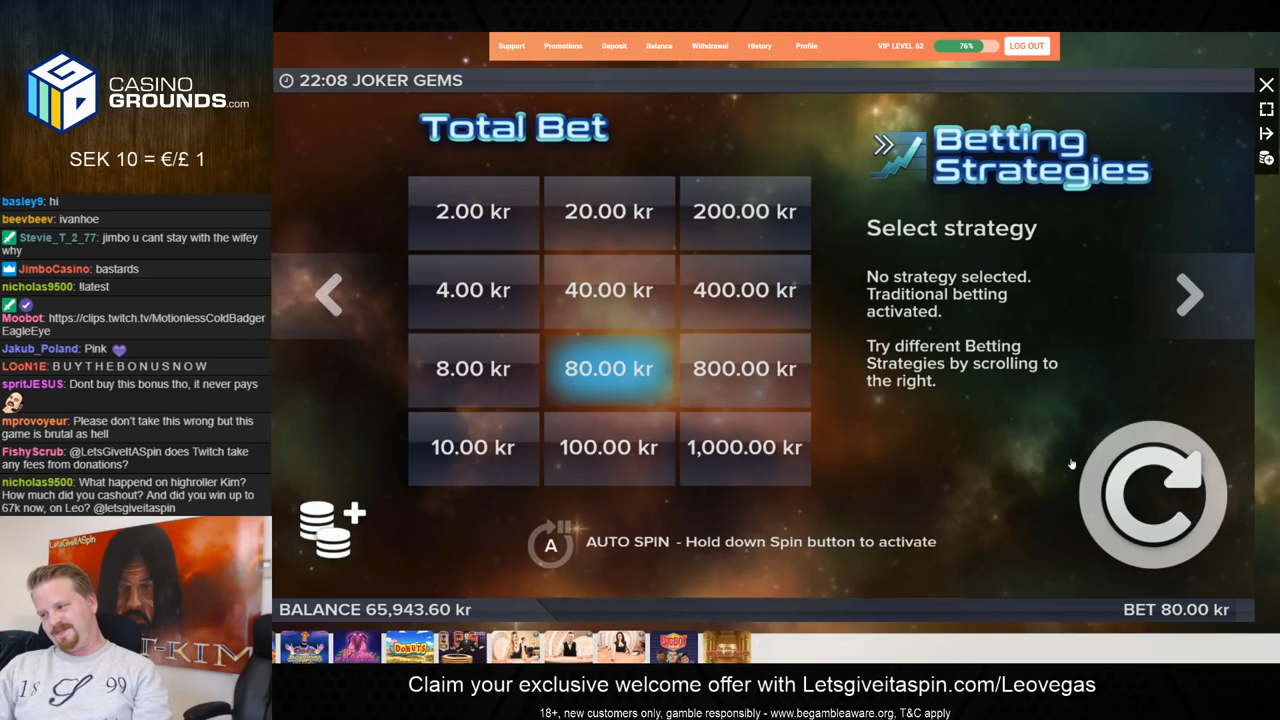 CASINO
GROUNDS.com
SEK 10 = €/£ 1
basley9: hi
beevbeev: ivanhoe
Stevie_T_2_77: jimbo u cant stay with the wifey
why
JimboCasino: bastards
nicholas9500: !latest
Moobot: https://clips.twitch.tv/MotionlessColdBadger
EagleEye
Jakub_Poland: Pink
LOoN1E: B U Y T H E B O N U S N O W
spritJESUS: Dont buy this bonus tho, it never pays
mprovoyeur: Please don't take this wrong but this
game is brutal as hell
FishyScrub: @LetsGiveItASpin does Twitch take
any fees from donations?
nicholas9500: What happend on highroller Kim?
How much did you cashout? And did you win up to
67k now, on Leo? @letsgiveitaspin
LetsGiveItASpin
T-KIM
18 99
Support Promotions Deposit Balance Withdrawal History Profile VIP LEVEL 62 76% LOG OUT
22:08 JOKER GEMS
Total Bet
2.00 kr 20.00 kr 200.00 kr
4.00 kr 40.00 kr 400.00 kr
8.00 kr 80.00 kr 800.00 kr
10.00 kr 100.00 kr 1,000.00 kr
Betting
Strategies
Select strategy
No strategy selected.
Traditional betting
activated.
Try different Betting
Strategies by scrolling to
the right.
A AUTO SPIN - Hold down Spin button to activate
BALANCE 65,943.60 kr BET 80.00 kr
DONUTS
Claim your exclusive welcome offer with Letsgiveitaspin.com/Leovegas
18+, new customers only, gamble responsibly - www.begambleaware.org, T&C apply